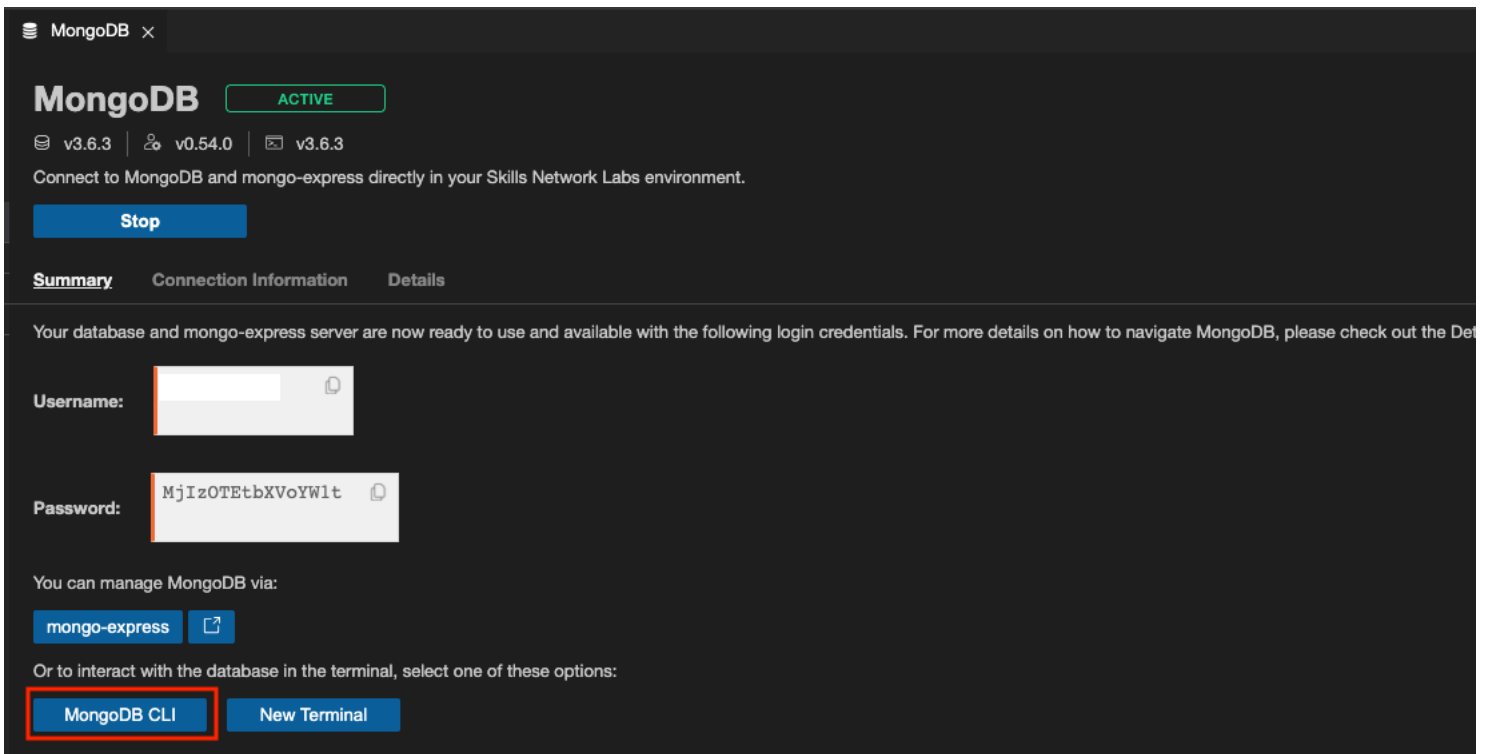 MongoDB
MongoDB ACTIVE
v3.6.3 v0.54.0 v3.6.3
Connect to MongoDB and mongo-express directly in your Skills Network Labs environment.
Stop
Summary Connection Information Details
Your database and mongo-express server are now ready to use and available with the following login credentials. For more details on how to navigate MongoDB, please check out the Det
Username:
Password: MjIzOTEtbXVoYW1t
You can manage MongoDB via:
mongo-express
Or to interact with the database in the terminal, select one of these options:
MongoDB CLI New Terminal